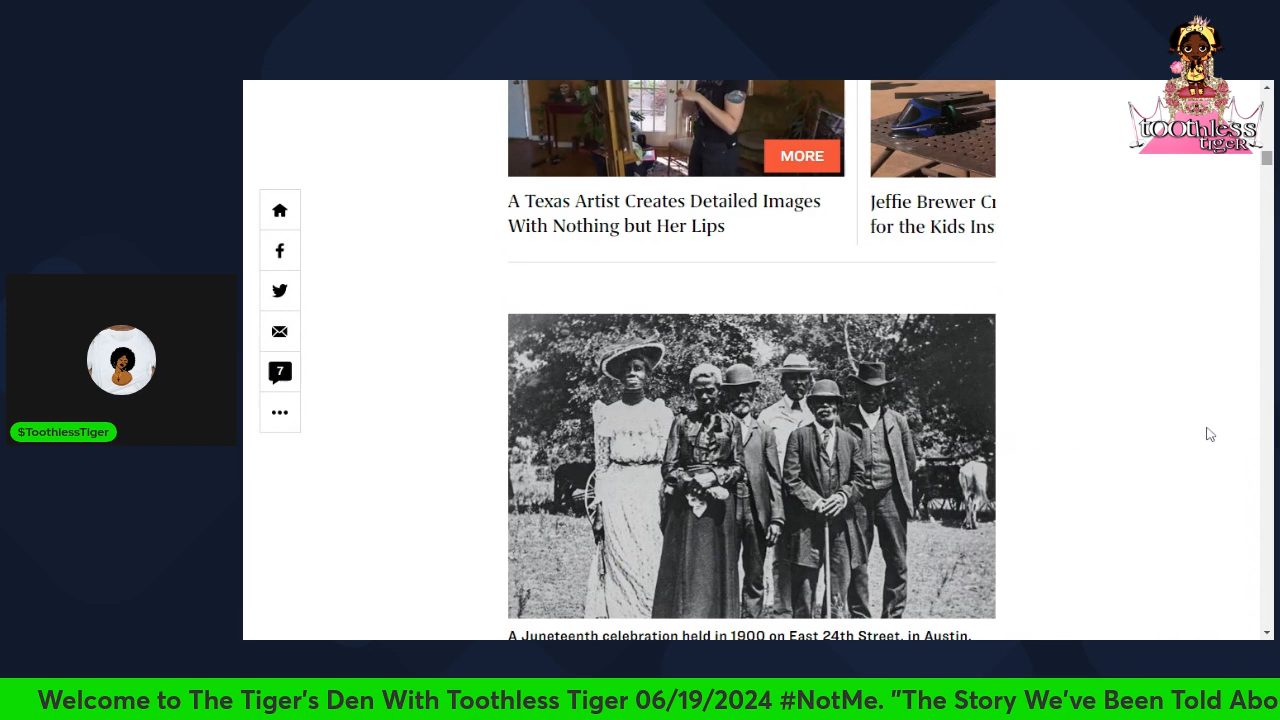 toothless
tigeR
MORE
A Texas Artist Creates Detailed Images
With Nothing but Her Lips
Jeffie Brewer Cr
for the Kids Ins
7
$ToothlessTiger
A Juneteenth celebration held in 1900 on East 24th Street, in Austin.
Welcome to The Tiger's Den With Toothless Tiger 06/19/2024 #NotMe. "The Story We've Been Told Abo